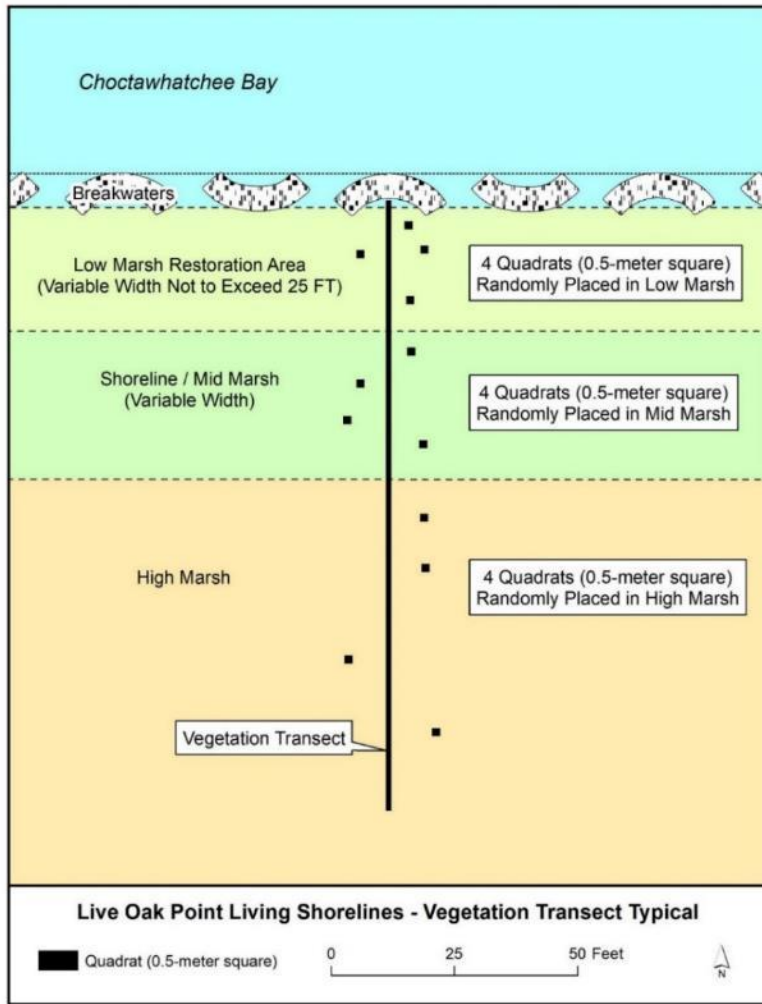 Choctawhatchee Bay
Breakwaters
Low Marsh Restoration Area
(Variable Width Not to Exceed 25 FT)
4 Quadrats (0.5-meter square)
Randomly Placed in Low Marsh
Shoreline / Mid Marsh
(Variable Width)
4 Quadrats (0.5-meter square)
Randomly Placed in Mid Marsh
High Marsh
4 Quadrats (0.5-meter square)
Randomly Placed in High Marsh
Vegetation Transect
Live Oak Point Living Shorelines - Vegetation Transect Typical
Quadrat (0.5-meter square)
0 25 50 Feet
N